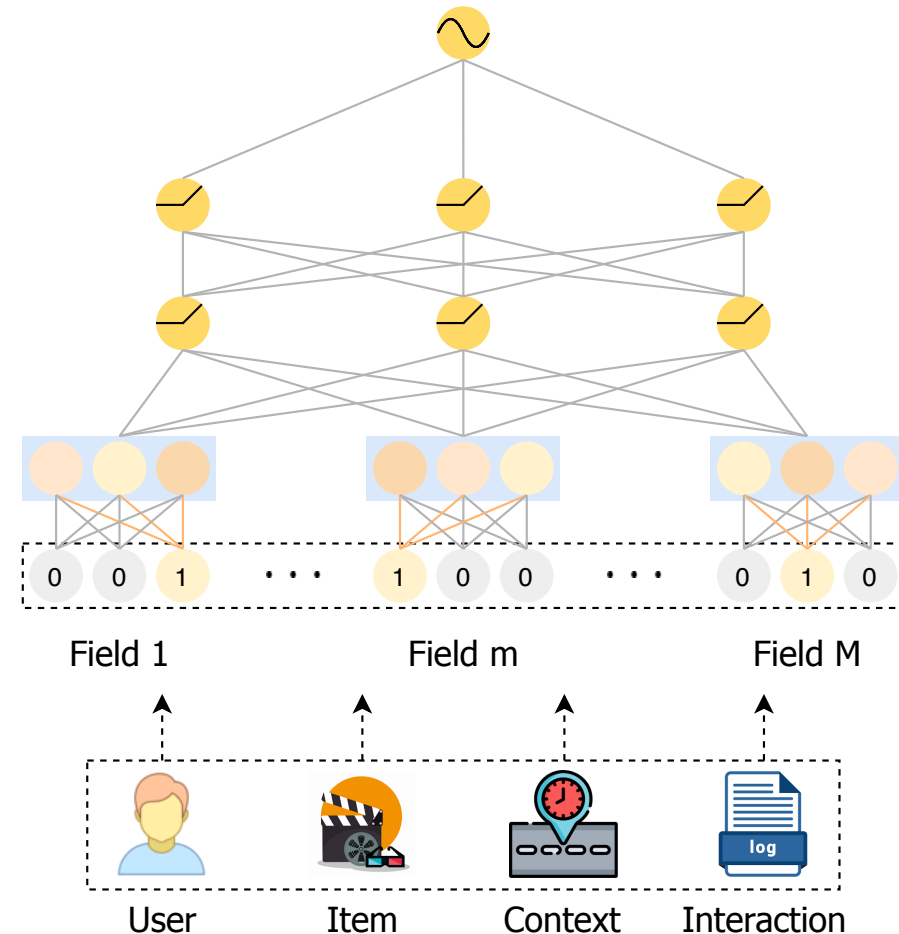 0 0 1 · · · 1 0 0 · · · 0 1 0
Field 1 Field m Field M
log
User Item Context Interaction